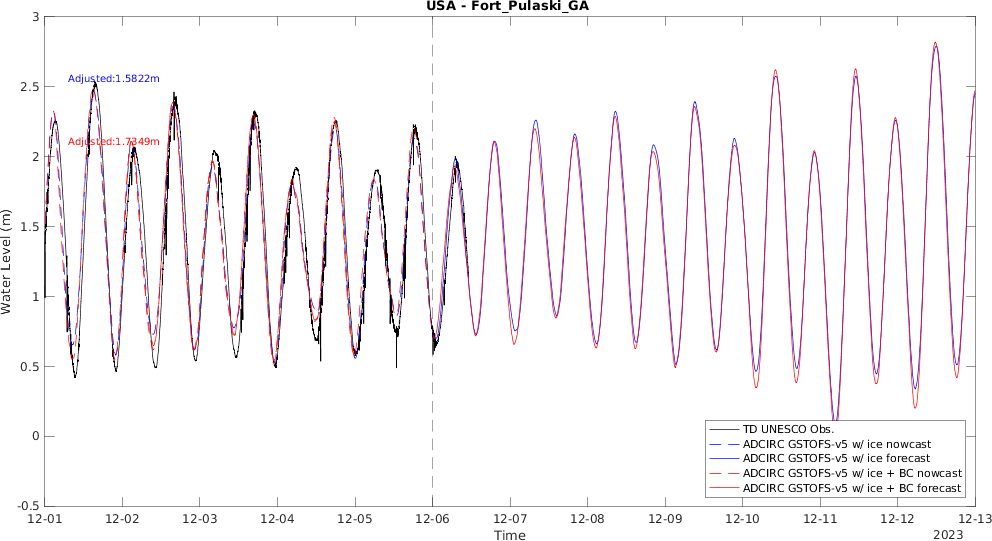 USA - Fort_Pulaski_GA
3
2.5
2
1.5
1
0.5
0
-0.5
Water Level (m)
Adjusted:1.5822m
Adjusted:1.7349m
TD UNESCO Obs.
ADCIRC GSTOFS-v5 w/ ice nowcast
ADCIRC GSTOFS-v5 w/ ice forecast
ADCIRC GSTOFS-v5 w/ ice + BC nowcast
ADCIRC GSTOFS-v5 w/ ice + BC forecast
12-01 12-02 12-03 12-04 12-05 12-06 12-07 12-08 12-09 12-10 12-11 12-12 12-13
Time
2023